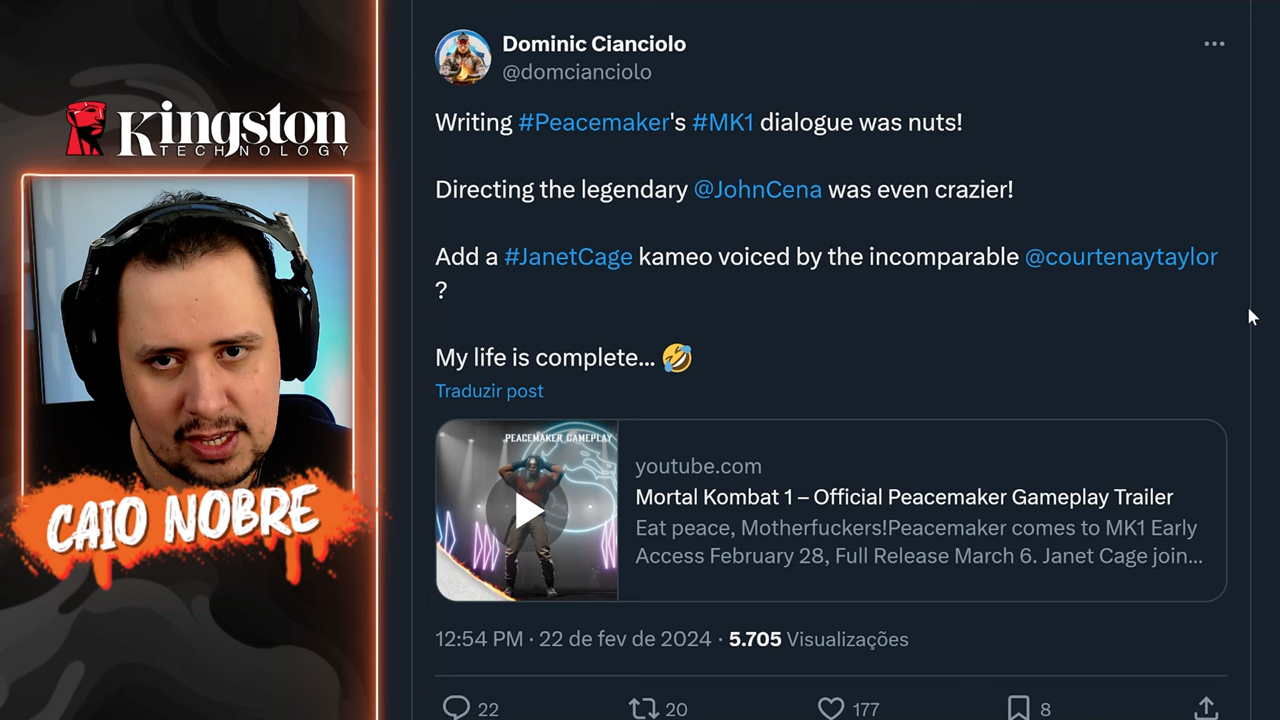 Kingston
TECHNOLOGY
CAIO NOBRE
Dominic Cianciolo
@domcianciolo
Writing #Peacemaker's #MK1 dialogue was nuts!
Directing the legendary @JohnCena was even crazier!
Add a #JanetCage kameo voiced by the incomparable @courtenaytaylor
?
My life is complete... 🤣
Traduzir post
PEACEMAKER GAMEPLAY
youtube.com
Mortal Kombat 1 – Official Peacemaker Gameplay Trailer
Eat peace, Motherfuckers!Peacemaker comes to MK1 Early
Access February 28, Full Release March 6. Janet Cage join...
12:54 PM · 22 de fev de 2024 · 5.705 Visualizações
22 20 177 8